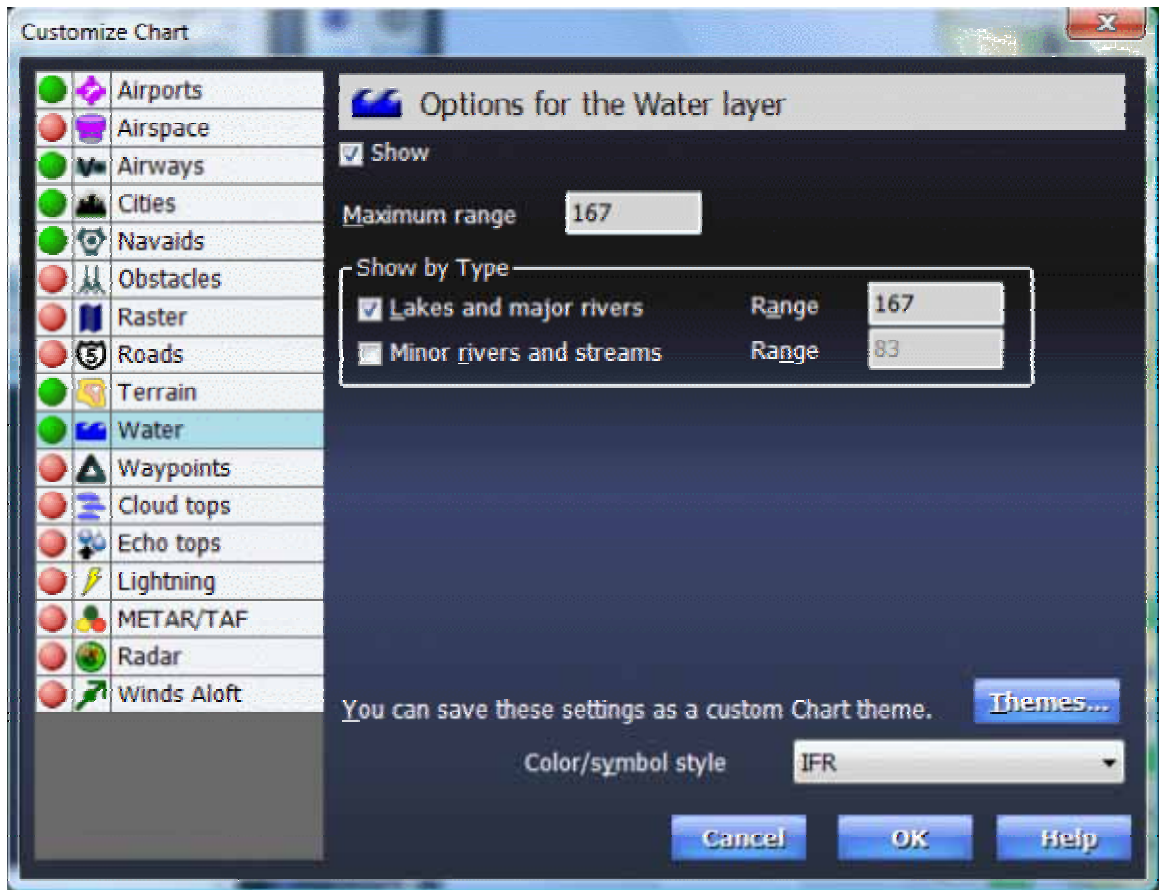 Customize Chart
X
Airports
Airspace
Airways
Cities
Navaids
Obstacles
Raster
5 Roads
Terrain
Water
Waypoints
Cloud tops
Echo tops
Lightning
METAR/TAF
Radar
Winds Aloft
Options for the Water layer
Show
Maximum range 167
Show by Type
Lakes and major rivers Range 167
Minor rivers and streams Range 83
You can save these settings as a custom Chart theme. Themes...
Color/symbol style IFR
Cancel OK Help